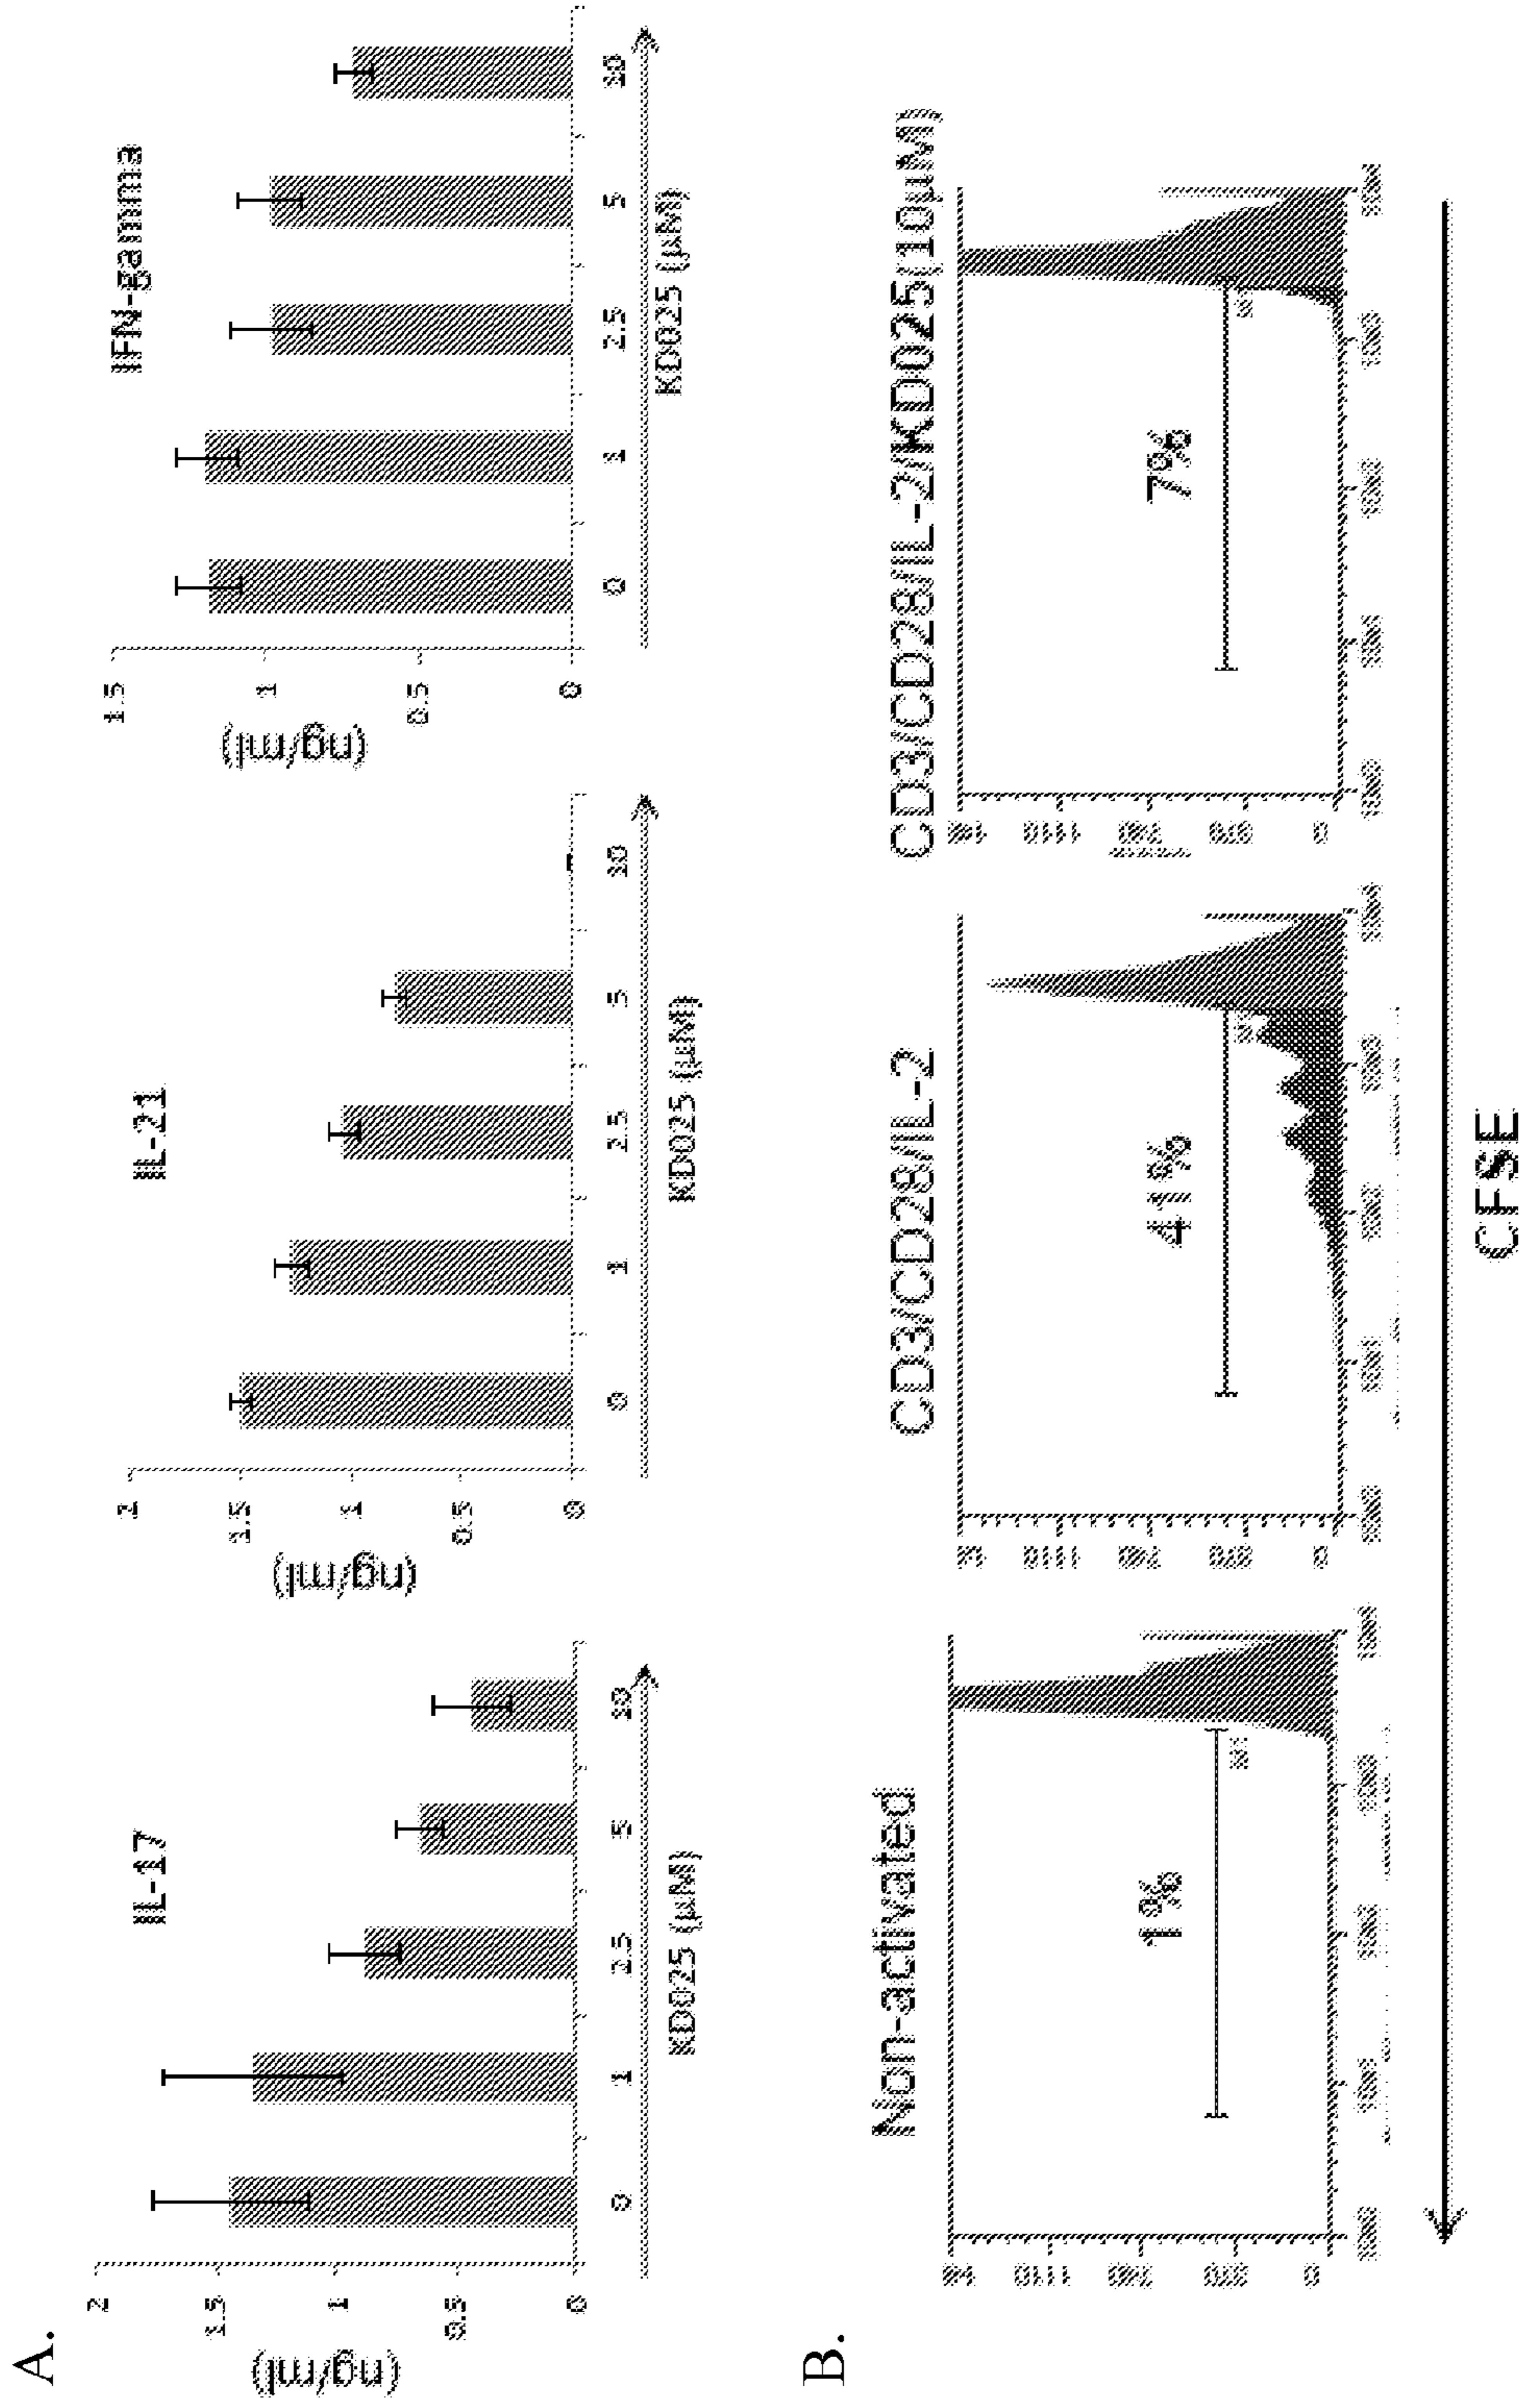 A.
IL-17
(ng/ml)
2
1.5
1
0.5
0
0 1 2.5 5 10
KD025 (µM)
IL-21
(ng/ml)
2
1.5
1
0.5
0
0 1 2.5 5 10
KD025 (µM)
IFN-gamma
(ng/ml)
1.5
1
0.5
0
0 1 2.5 5 10
KD025 (µM)
B.
Non-activated
1%
0
CD3/CD28/IL-2
41%
0
CD3/CD28/IL-2/KD025(10µM)
7%
0
CFSE